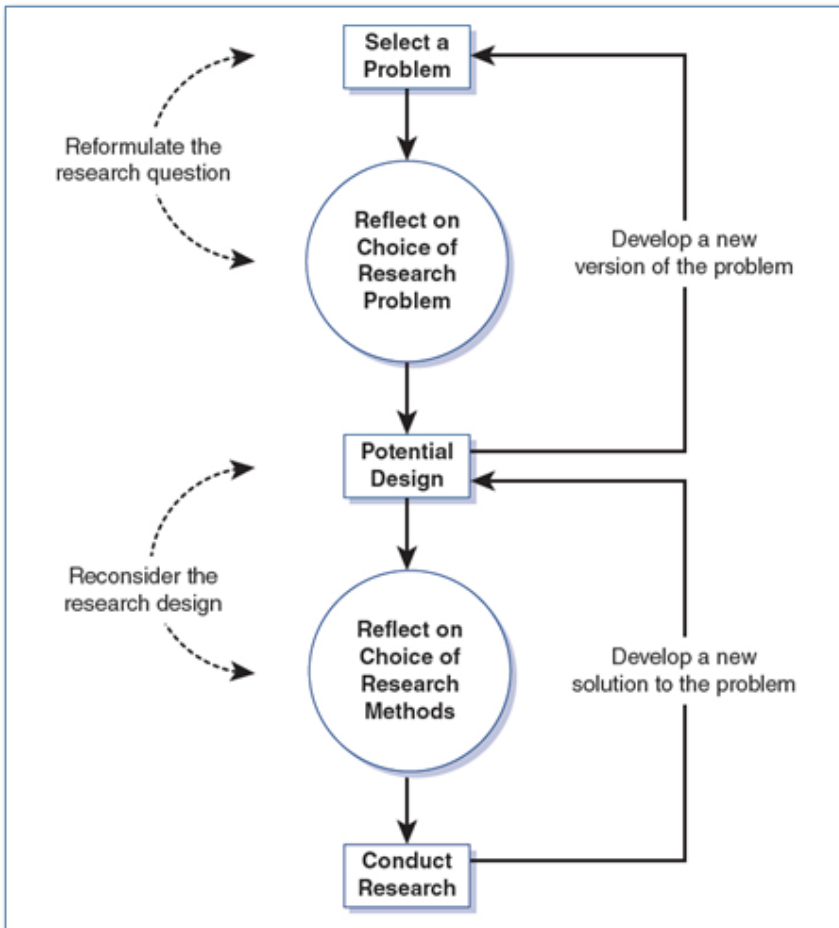 Select a
Problem
Reformulate the
research question
Reflect on
Choice of
Research
Problem
Develop a new
version of the problem
Potential
Design
Reconsider the
research design
Reflect on
Choice of
Research
Methods
Develop a new
solution to the problem
Conduct
Research